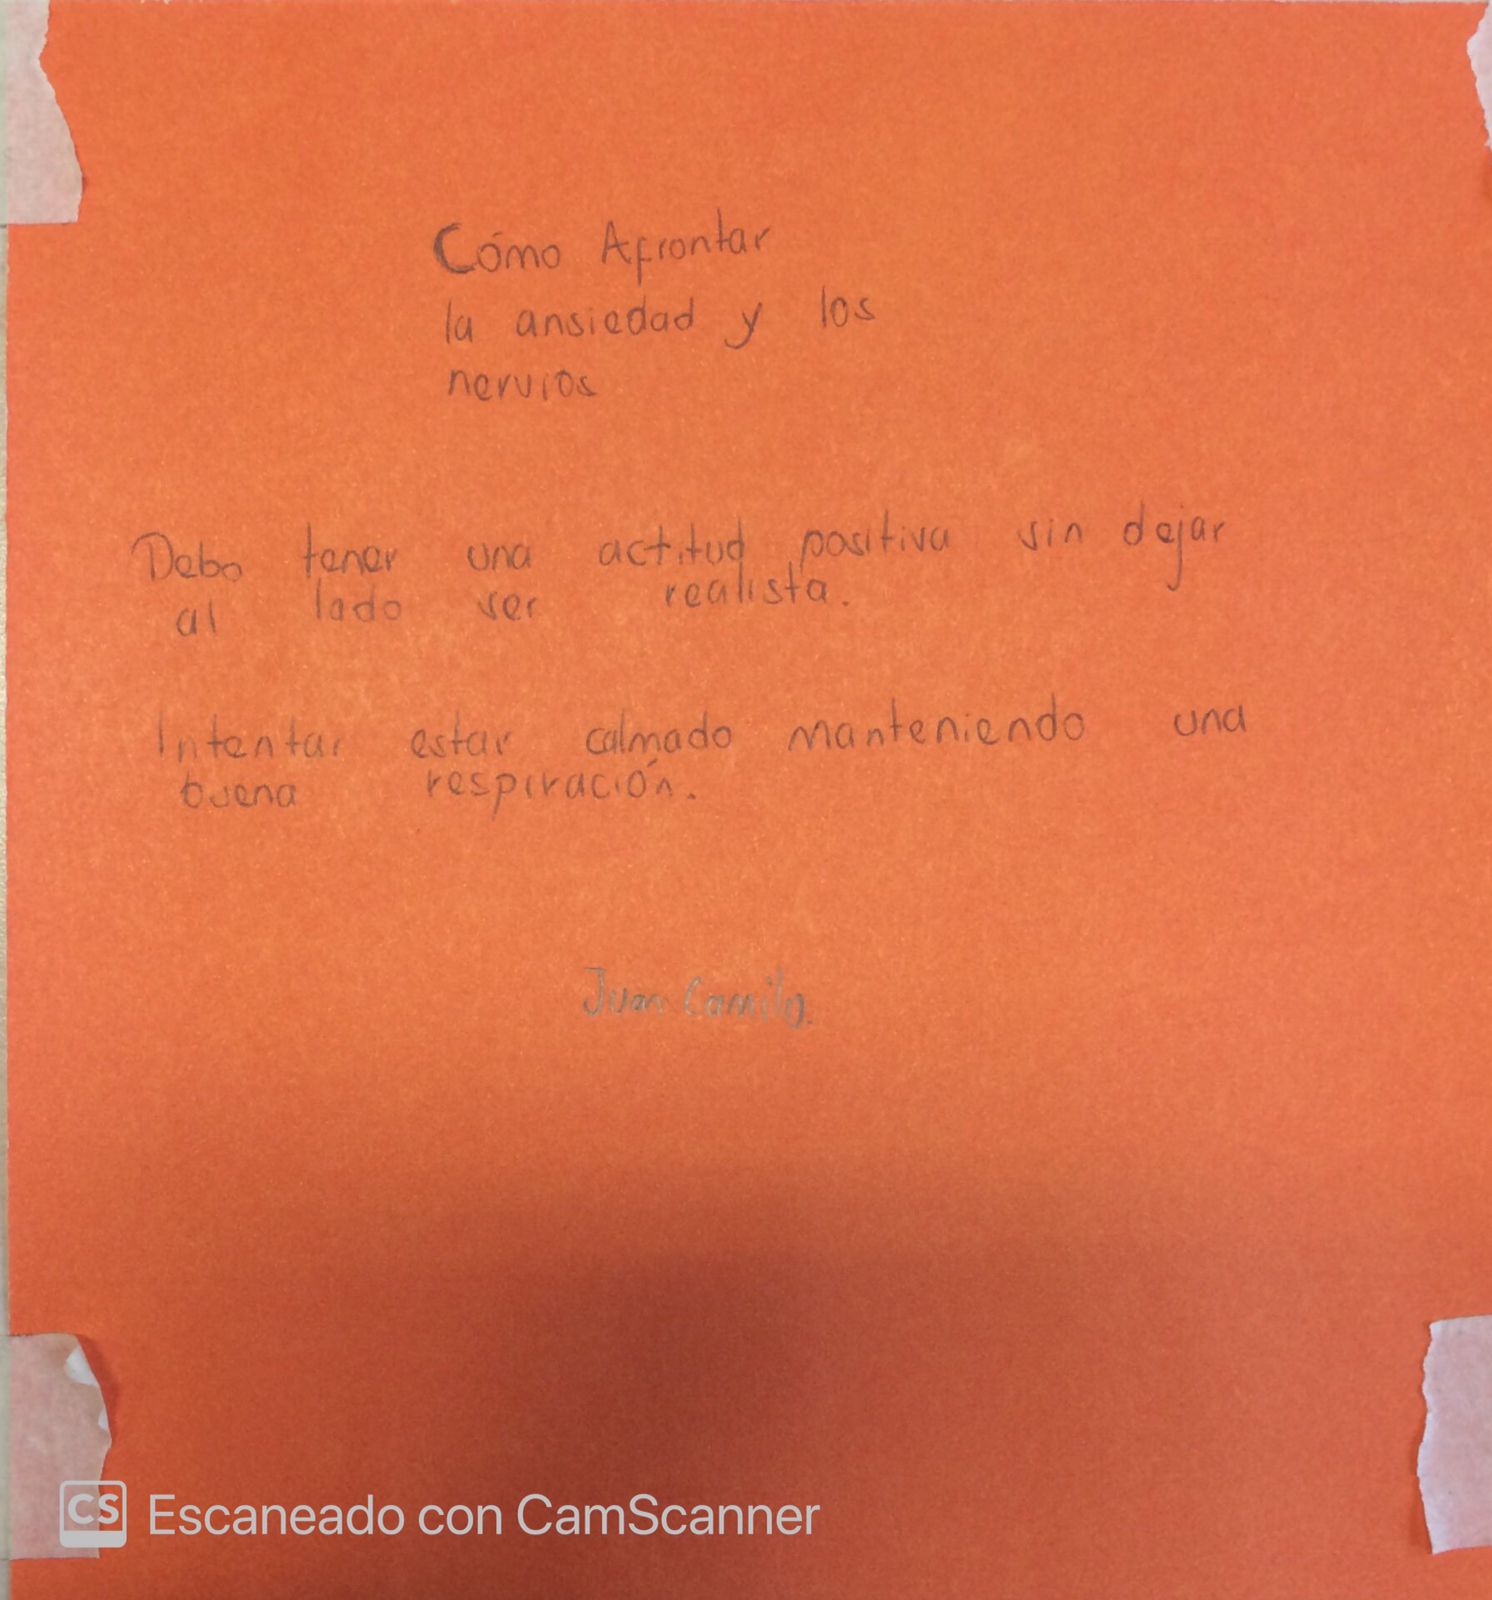 Cómo Afrontar
la ansiedad y los
nervios
Debo tener una actitud positiva sin dejar
al lado ser realista.
Intentar estar calmado manteniendo una
buena respiración.
Juan Camilo.
CS Escaneado con CamScanner